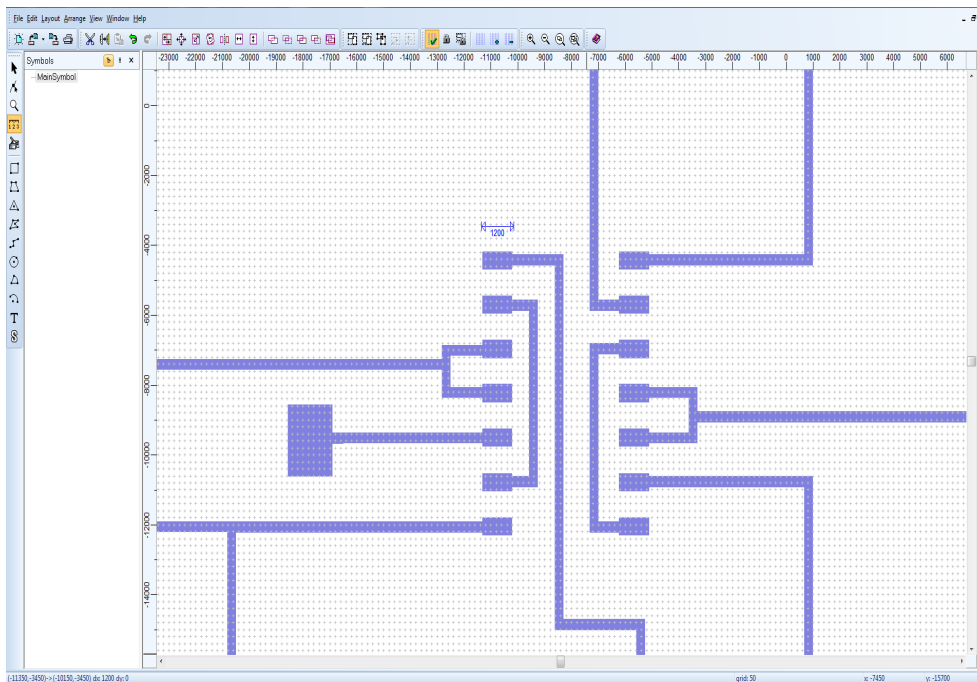 File Edit Layout Arrange View Window Help
Symbols
MainSymbol
-23000 -22000 -21000 -20000 -19000 -18000 -17000 -16000 -15000 -14000 -13000 -12000 -11000 -10000 -9000 -8000 -7000 -6000 -5000 -4000 -3000 -2000 -1000 0 1000 2000 3000 4000 5000 6000
0
-2000
-4000
-6000
-8000
-10000
-12000
-14000
1200
1 2 3
T
(-11350,-3450)->(-10150,-3450) dx: 1200 dy: 0
grid: 50
x: -7450
y: -15700